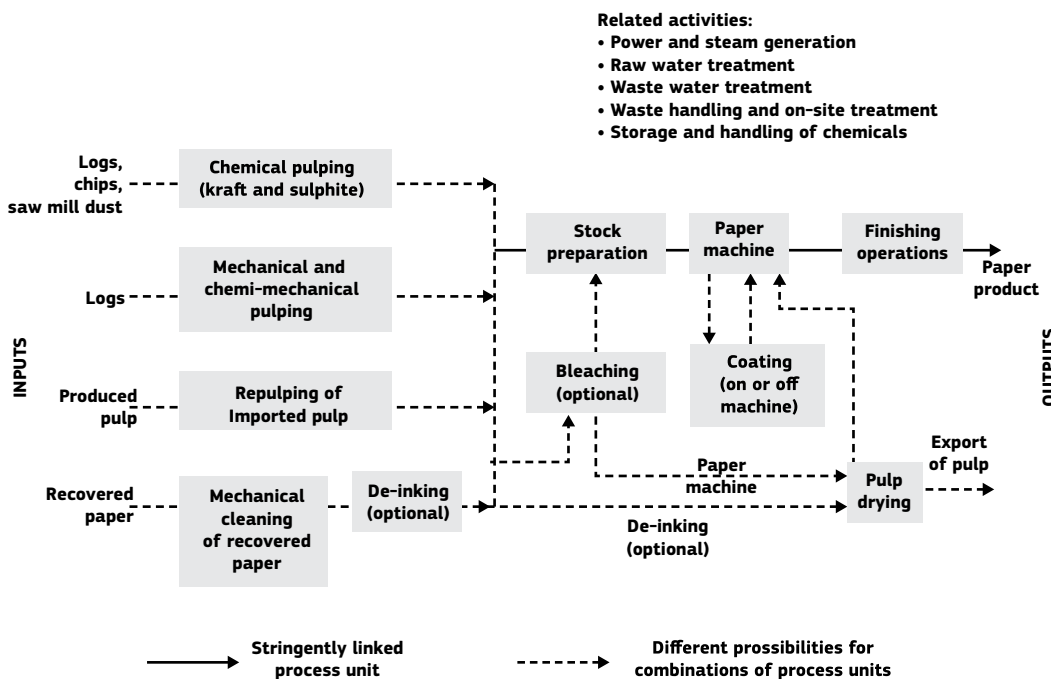 Related activities:
• Power and steam generation
• Raw water treatment
• Waste water treatment
• Waste handling and on-site treatment
• Storage and handling of chemicals
INPUTS
Logs,
chips,
saw mill dust
Chemical pulping
(kraft and sulphite)
Logs
Mechanical and
chemi-mechanical
pulping
Produced
pulp
Repulping of
Imported pulp
Recovered
paper
Mechanical
cleaning
of recovered
paper
De-inking
(optional)
Stock
preparation
Paper
machine
Finishing
operations
Paper
product
Bleaching
(optional)
Coating
(on or off
machine)
Paper
machine
De-inking
(optional)
Pulp
drying
Export
of pulp
OUTPUTS
Stringently linked
process unit
Different prossibilities for
combinations of process units